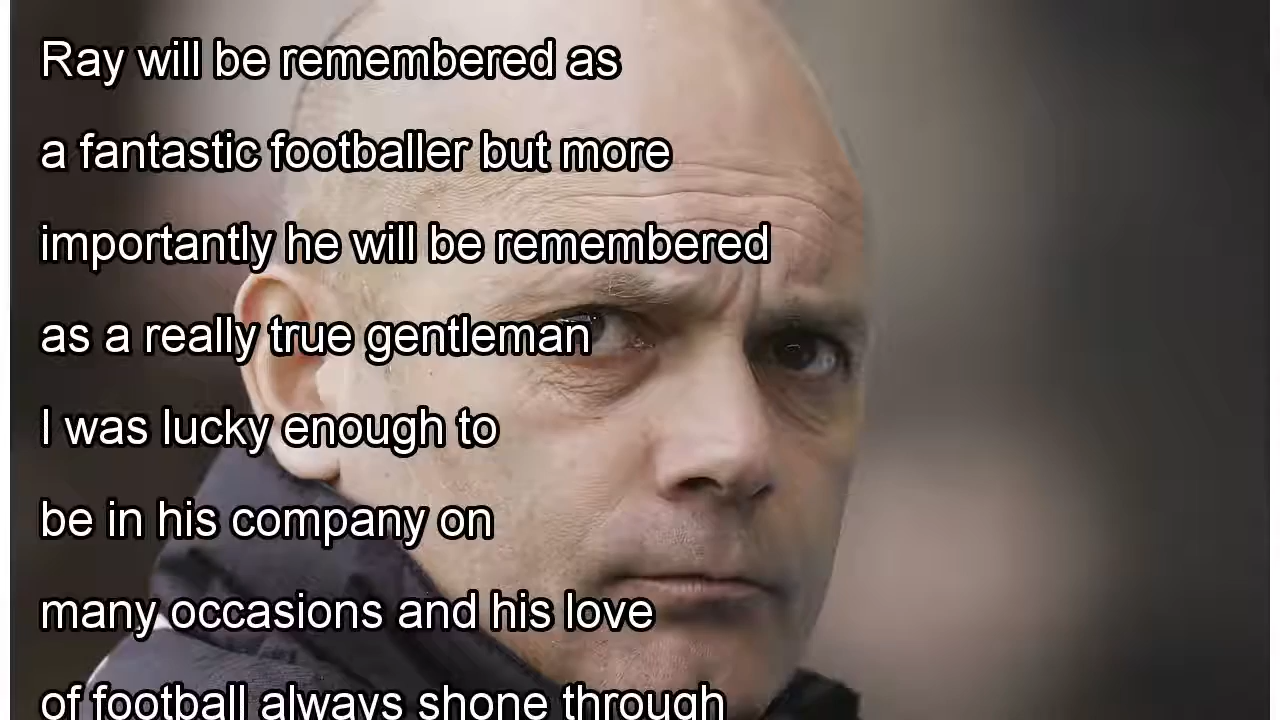 Ray will be remembered as
a fantastic footballer but more
importantly he will be remembered
as a really true gentleman
I was lucky enough to
be in his company on
many occasions and his love
of football always shone through